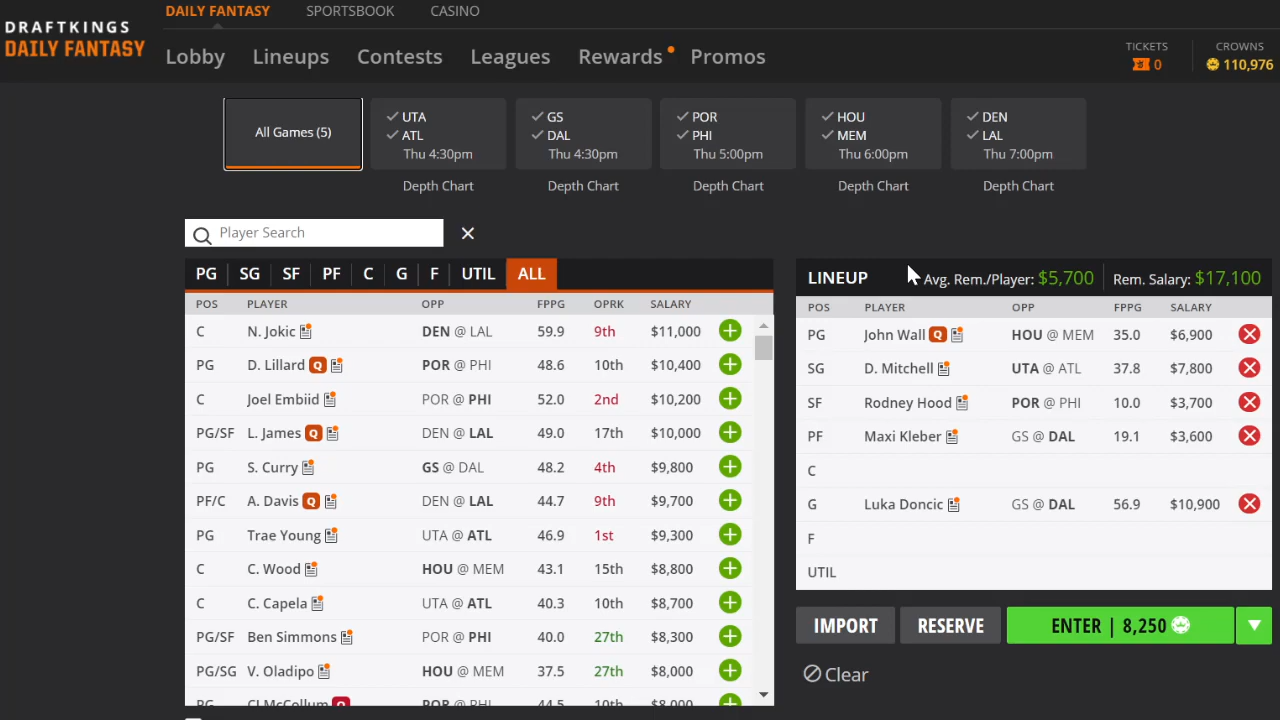 DRAFTKINGS
DAILY FANTASY
DAILY FANTASY SPORTSBOOK CASINO
Lobby Lineups Contests Leagues Rewards Promos
TICKETS
0
CROWNS
110,976
All Games (5)
UTA
ATL
Thu 4:30pm
Depth Chart
GS
DAL
Thu 4:30pm
Depth Chart
POR
PHI
Thu 5:00pm
Depth Chart
HOU
MEM
Thu 6:00pm
Depth Chart
DEN
LAL
Thu 7:00pm
Depth Chart
Player Search
PG SG SF PF C G F UTIL ALL
POS PLAYER OPP FPPG OPRK SALARY
C N. Jokic DEN @ LAL 59.9 9th $11,000
PG D. Lillard Q POR @ PHI 48.6 10th $10,400
C Joel Embiid POR @ PHI 52.0 2nd $10,200
PG/SF L. James Q DEN @ LAL 49.0 17th $10,000
PG S. Curry GS @ DAL 48.2 4th $9,800
PF/C A. Davis Q DEN @ LAL 44.7 9th $9,700
PG Trae Young UTA @ ATL 46.9 1st $9,300
C C. Wood HOU @ MEM 43.1 15th $8,800
C C. Capela UTA @ ATL 40.3 10th $8,700
PG/SF Ben Simmons POR @ PHI 40.0 27th $8,300
PG/SG V. Oladipo HOU @ MEM 37.5 27th $8,000
PG CJ McCollum Q POR @ PHI 44.5 10th $8,000
LINEUP Avg. Rem./Player: $5,700 Rem. Salary: $17,100
POS PLAYER OPP FPPG SALARY
PG John Wall Q HOU @ MEM 35.0 $6,900
SG D. Mitchell UTA @ ATL 37.8 $7,800
SF Rodney Hood POR @ PHI 10.0 $3,700
PF Maxi Kleber GS @ DAL 19.1 $3,600
C
G Luka Doncic GS @ DAL 56.9 $10,900
F
UTIL
IMPORT RESERVE ENTER | 8,250
Clear